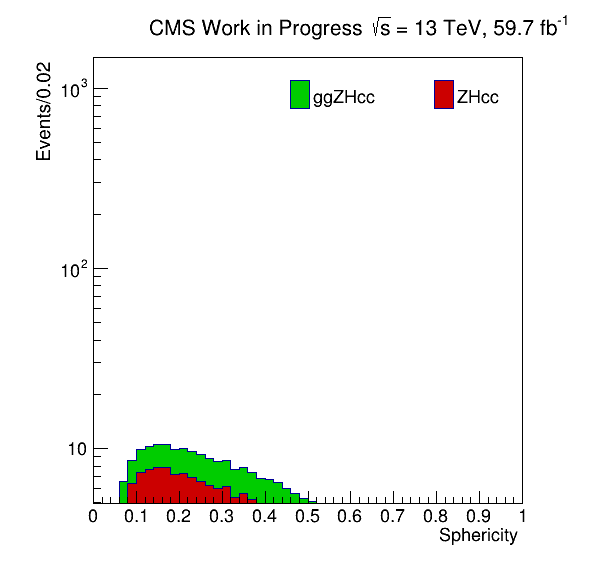 CMS Work in Progress √s = 13 TeV, 59.7 fb⁻¹
Events/0.02
10³
ggZHcc ZHcc
10²
10
0 0.1 0.2 0.3 0.4 0.5 0.6 0.7 0.8 0.9 1
Sphericity